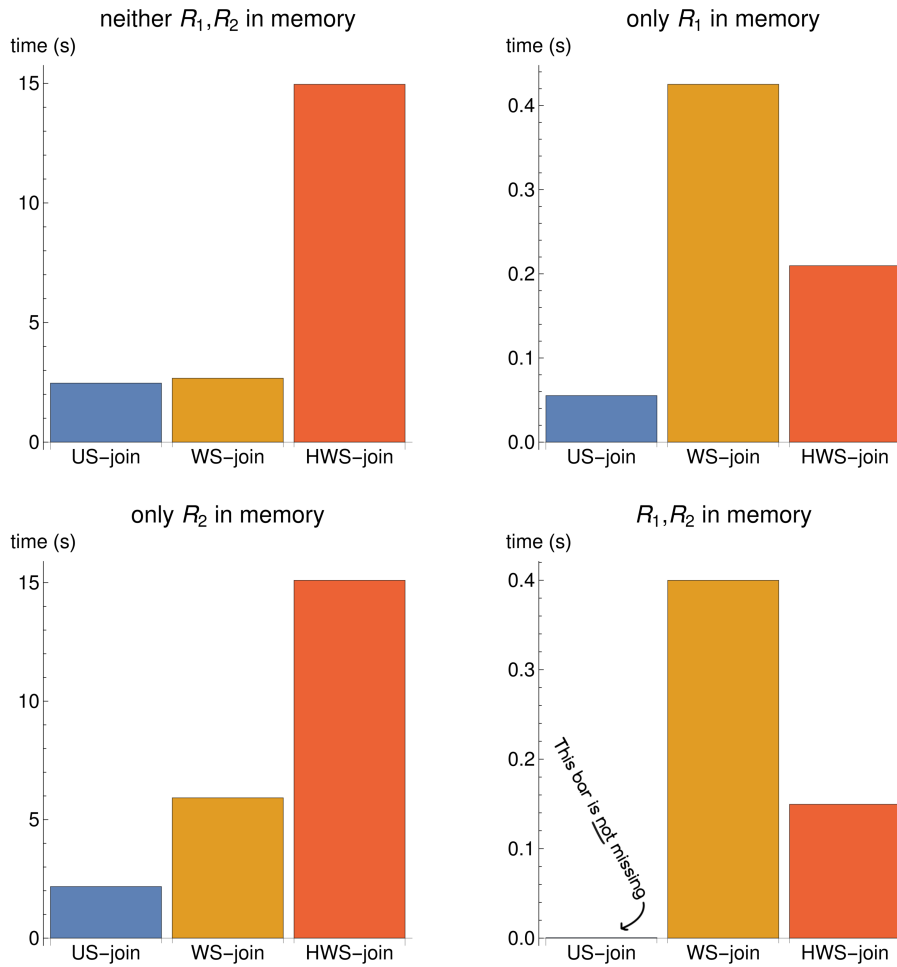 neither R₁,R₂ in memory
time (s)
15
10
5
0
US–join WS–join HWS–join
only R₁ in memory
time (s)
0.4
0.3
0.2
0.1
0.0
US–join WS–join HWS–join
only R₂ in memory
time (s)
15
10
5
0
US–join WS–join HWS–join
R₁,R₂ in memory
time (s)
0.4
0.3
0.2
0.1
0.0
This bar is not missing
US–join WS–join HWS–join